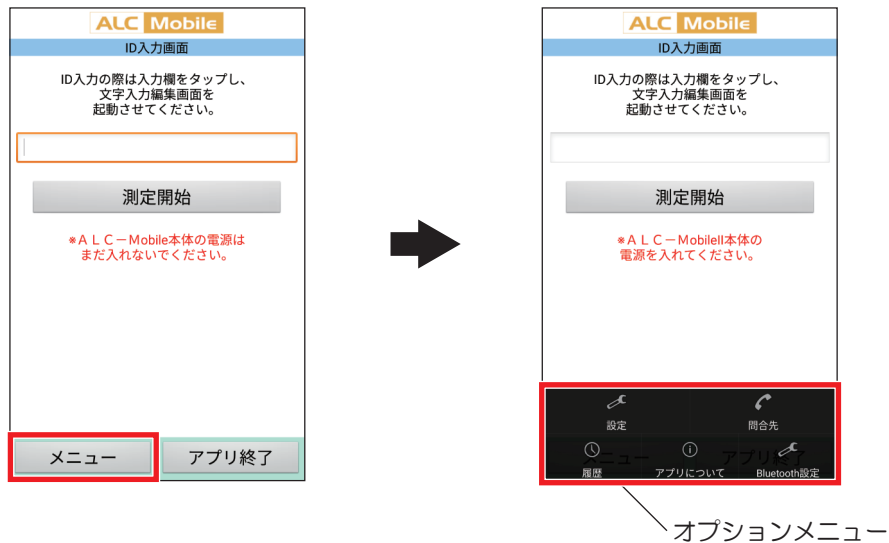 ALC Mobile
ID入力画面
ID入力の際は入力欄をタップし、
文字入力編集画面を
起動させてください。
測定開始
※ＡＬＣ－Mobile本体の電源は
まだ入れないでください。
メニュー
アプリ終了
ALC Mobile
ID入力画面
ID入力の際は入力欄をタップし、
文字入力編集画面を
起動させてください。
測定開始
※ＡＬＣ－MobileII本体の
電源を入れてください。
設定
問合先
メニュー
アプリ終了
履歴
アプリについて
Bluetooth設定
オプションメニュー